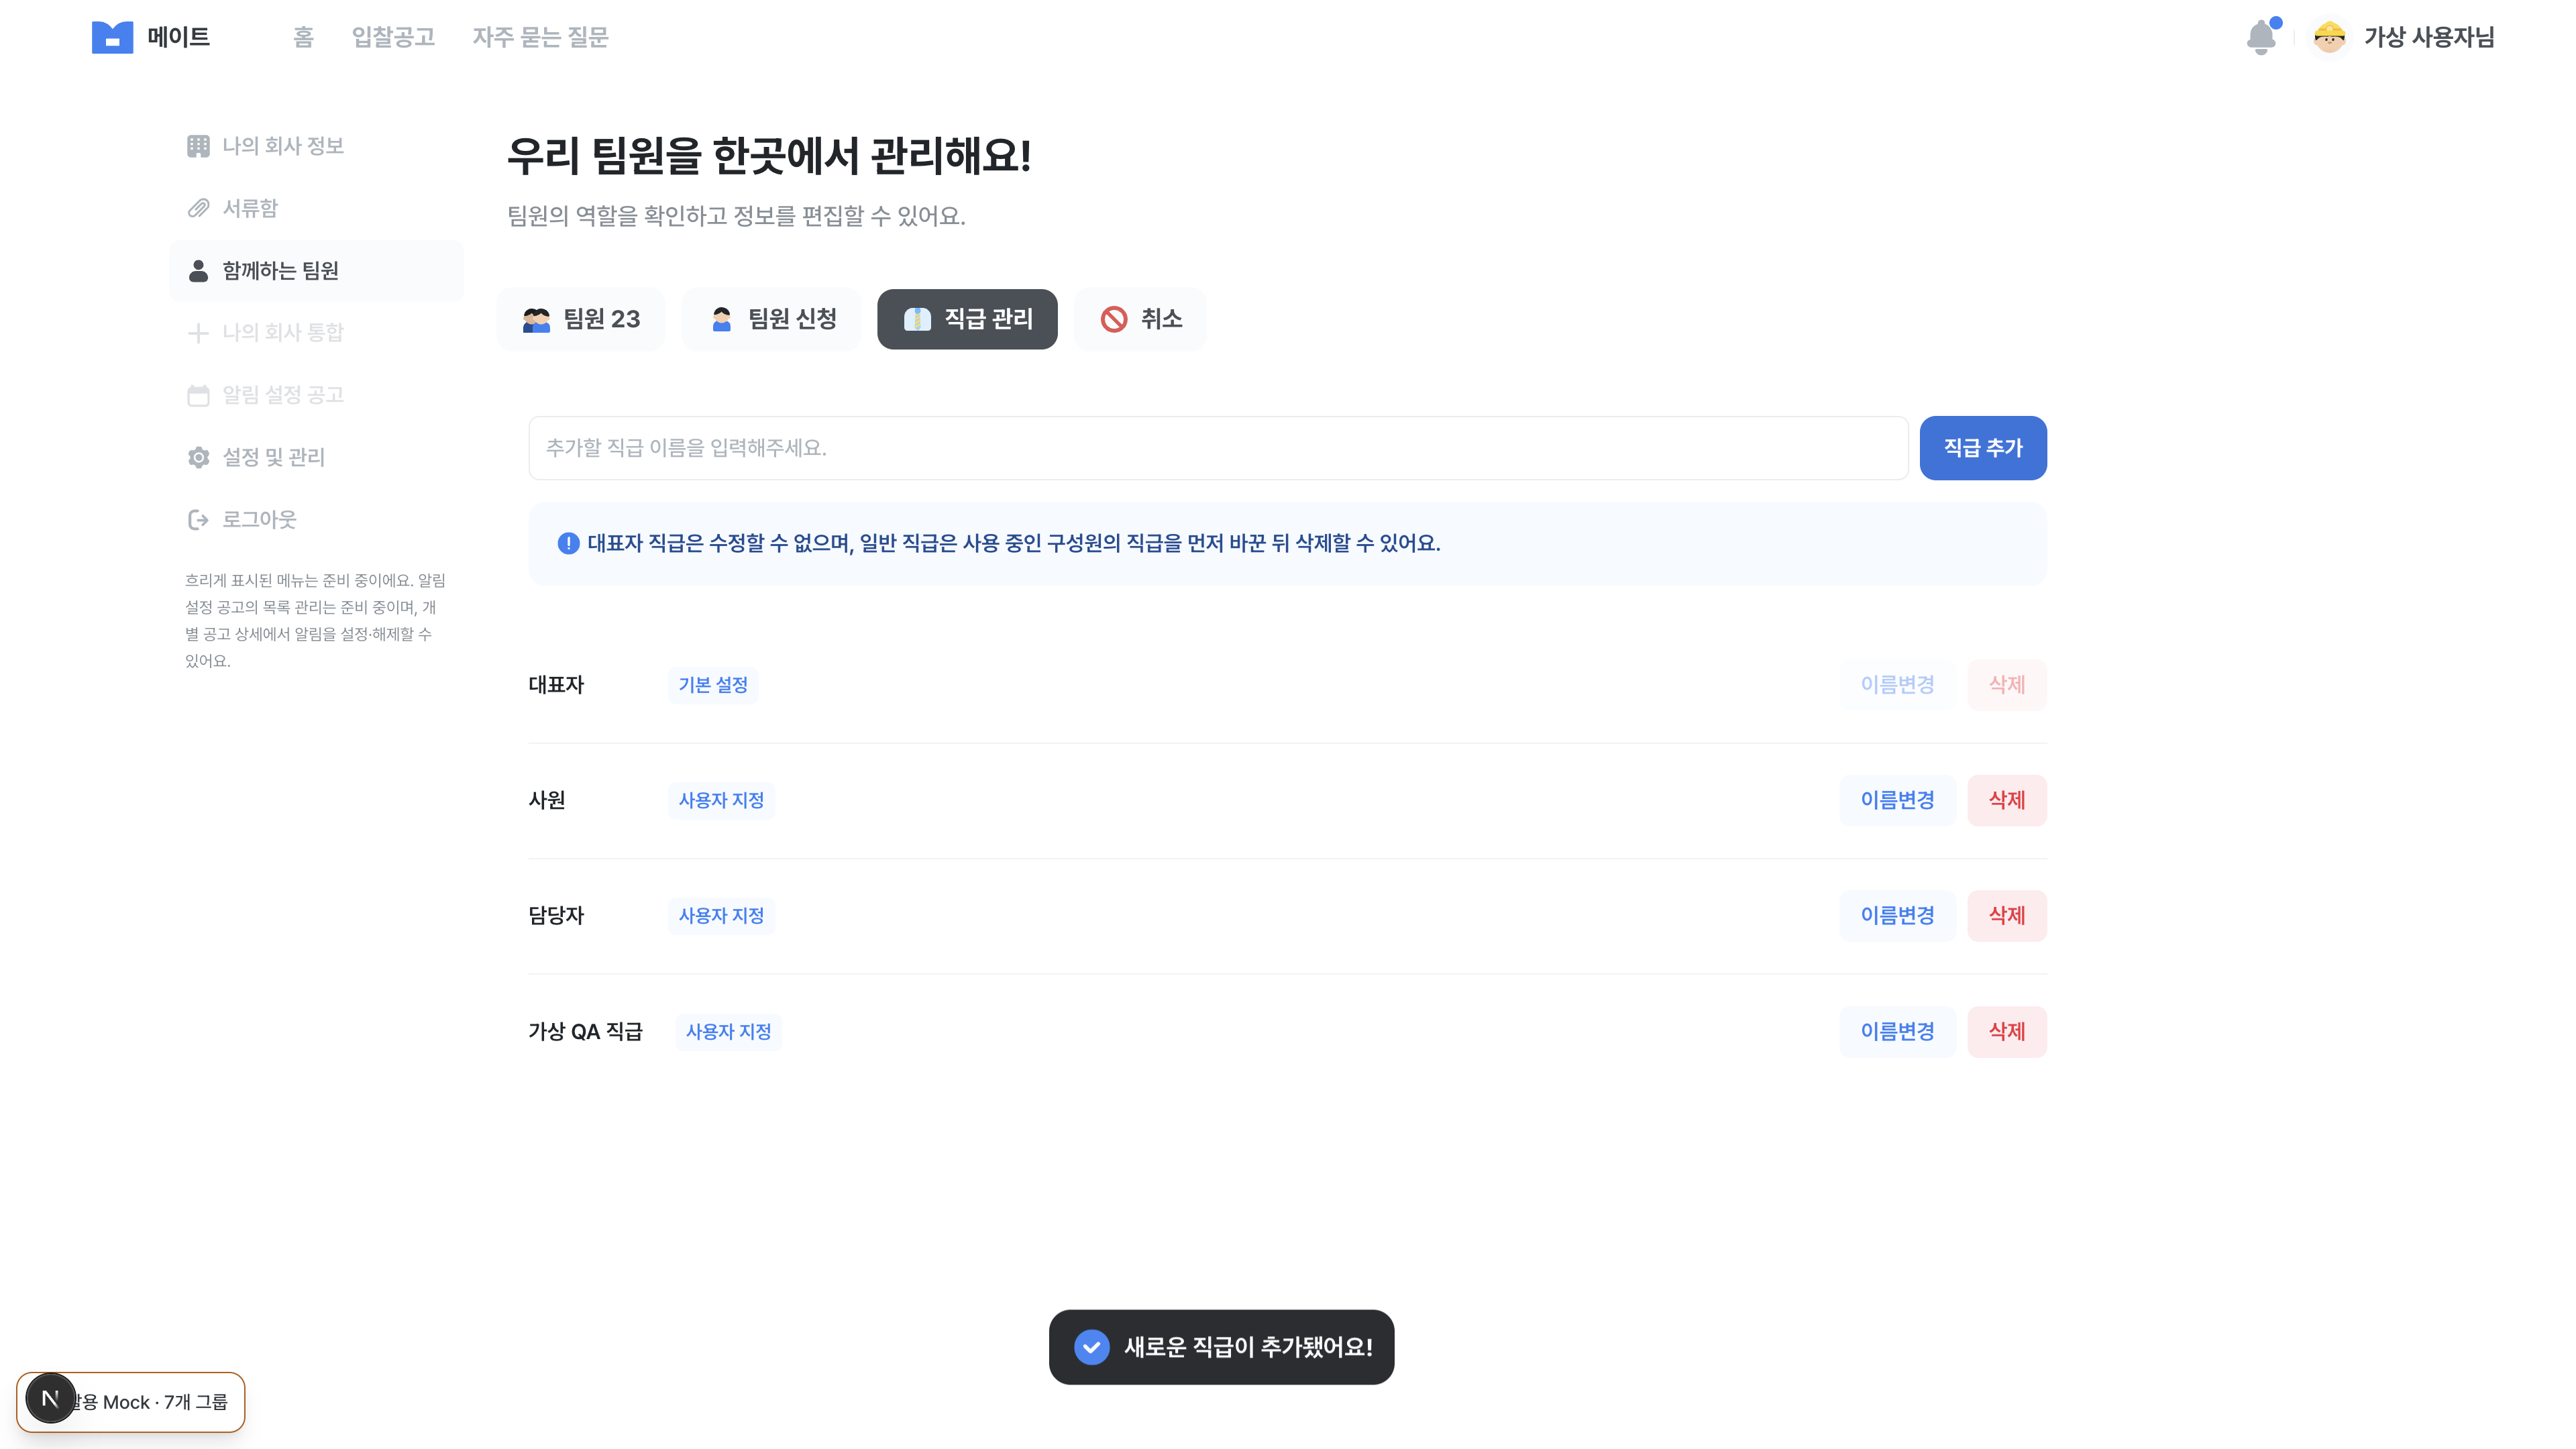 메이트
홈
입찰공고
자주 묻는 질문
가상 사용자님
나의 회사 정보
서류함
함께하는 팀원
나의 회사 통합
알림 설정 공고
설정 및 관리
로그아웃
흐리게 표시된 메뉴는 준비 중이에요. 알림
설정 공고의 목록 관리는 준비 중이며, 개
별 공고 상세에서 알림을 설정·해제할 수
있어요.
우리 팀원을 한곳에서 관리해요!
팀원의 역할을 확인하고 정보를 편집할 수 있어요.
팀원 23
팀원 신청
직급 관리
취소
추가할 직급 이름을 입력해주세요.
직급 추가
대표자 직급은 수정할 수 없으며, 일반 직급은 사용 중인 구성원의 직급을 먼저 바꾼 뒤 삭제할 수 있어요.
대표자
기본 설정
이름변경
삭제
사원
사용자 지정
이름변경
삭제
담당자
사용자 지정
이름변경
삭제
가상 QA 직급
사용자 지정
이름변경
삭제
새로운 직급이 추가됐어요!
N
Mock · 7개 그룹